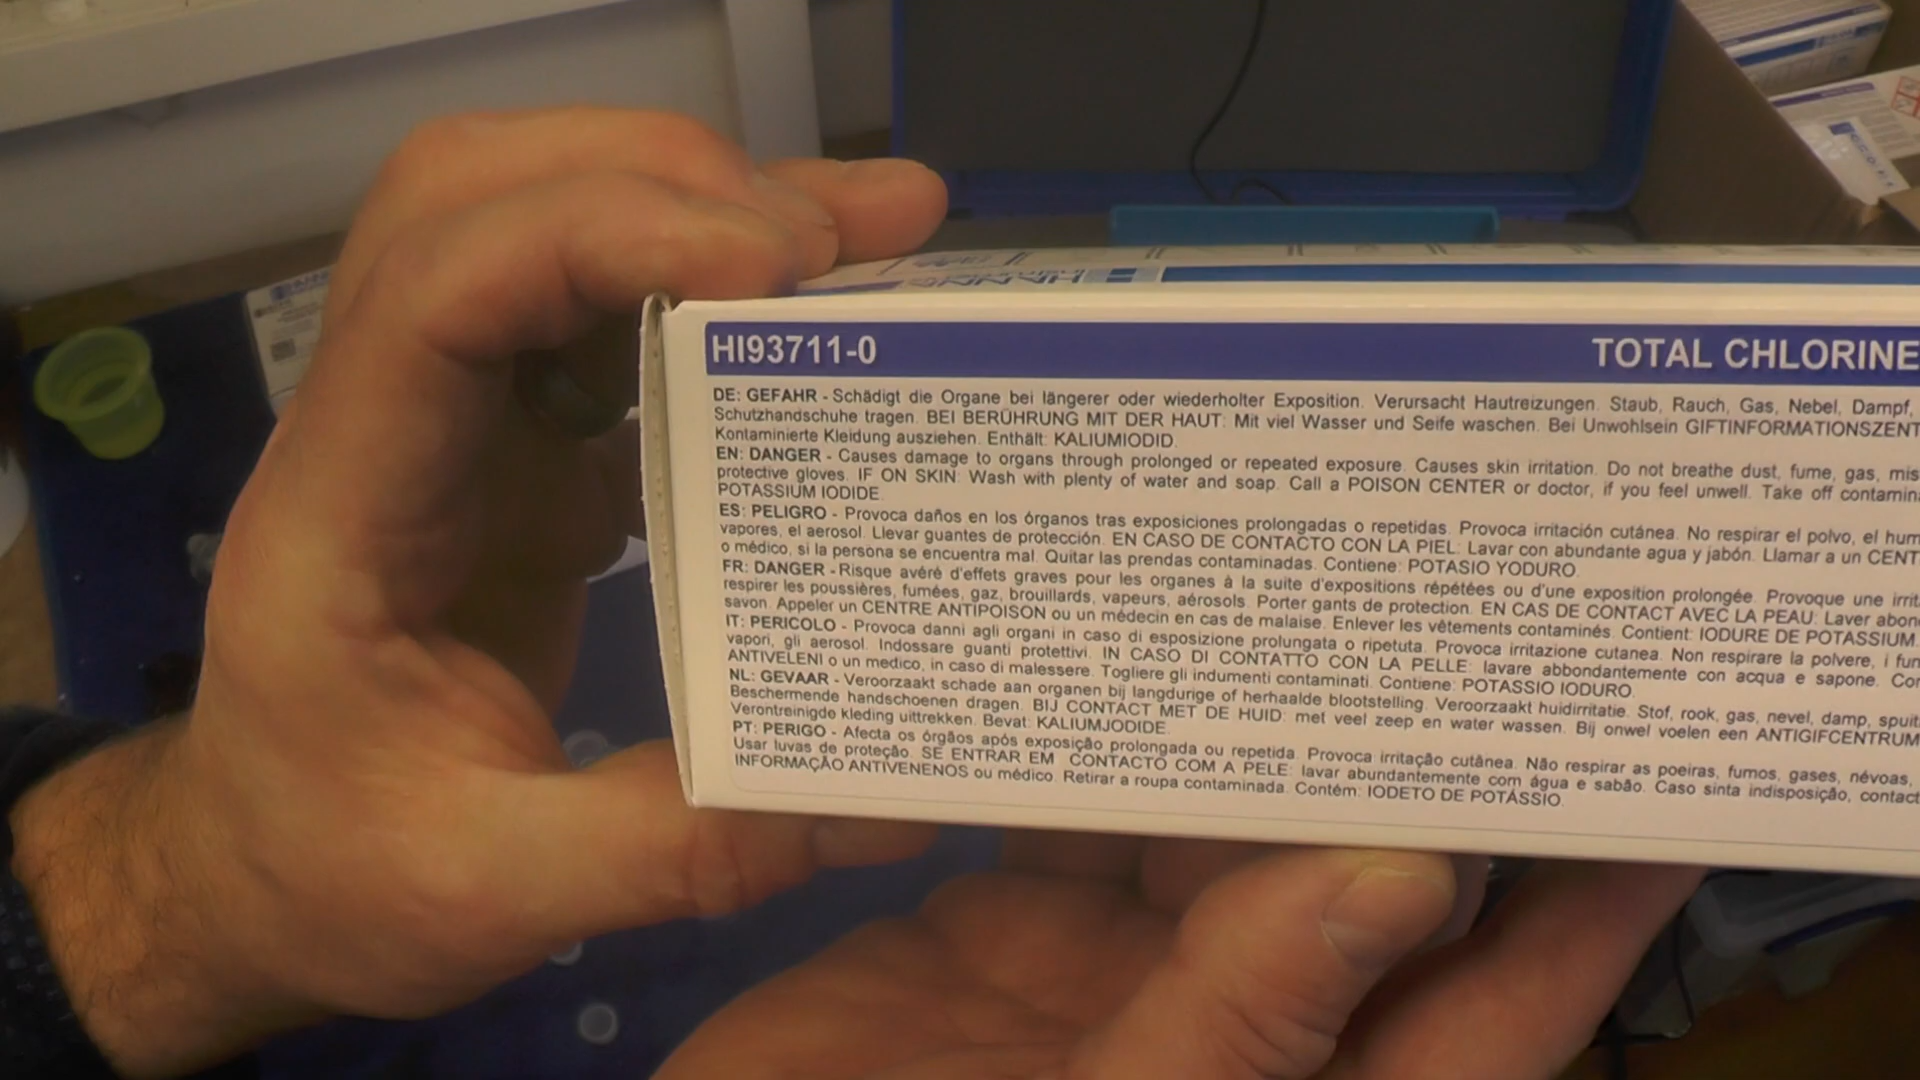 HANNA
HI93711-0 TOTAL CHLORINE
DE: GEFAHR - Schädigt die Organe bei längerer oder wiederholter Exposition. Verursacht Hautreizungen. Staub, Rauch, Gas, Nebel, Dampf,
Schutzhandschuhe tragen. BEI BERÜHRUNG MIT DER HAUT: Mit viel Wasser und Seife waschen. Bei Unwohlsein GIFTINFORMATIONSZENT
Kontaminierte Kleidung ausziehen. Enthält: KALIUMIODID.
EN: DANGER - Causes damage to organs through prolonged or repeated exposure. Causes skin irritation. Do not breathe dust, fume, gas, mis
protective gloves. IF ON SKIN: Wash with plenty of water and soap. Call a POISON CENTER or doctor, if you feel unwell. Take off contamin
POTASSIUM IODIDE.
ES: PELIGRO - Provoca daños en los órganos tras exposiciones prolongadas o repetidas. Provoca irritación cutánea. No respirar el polvo, el hum
vapores, el aerosol. Llevar guantes de protección. EN CASO DE CONTACTO CON LA PIEL: Lavar con abundante agua y jabón. Llamar a un CENT
o médico, si la persona se encuentra mal. Quitar las prendas contaminadas. Contiene: POTASIO YODURO.
FR: DANGER - Risque avéré d'effets graves pour les organes à la suite d'expositions répétées ou d'une exposition prolongée. Provoque une irrit
respirer les poussières, fumées, gaz, brouillards, vapeurs, aérosols. Porter gants de protection. EN CAS DE CONTACT AVEC LA PEAU: Laver abon
savon. Appeler un CENTRE ANTIPOISON ou un médecin en cas de malaise. Enlever les vêtements contaminés. Contient: IODURE DE POTASSIUM.
IT: PERICOLO - Provoca danni agli organi in caso di esposizione prolungata o ripetuta. Provoca irritazione cutanea. Non respirare la polvere, i fum
vapori, gli aerosol. Indossare guanti protettivi. IN CASO DI CONTATTO CON LA PELLE: lavare abbondantemente con acqua e sapone. Con
ANTIVELENI o un medico, in caso di malessere. Togliere gli indumenti contaminati. Contiene: POTASSIO IODURO.
NL: GEVAAR - Veroorzaakt schade aan organen bij langdurige of herhaalde blootstelling. Veroorzaakt huidirritatie. Stof, rook, gas, nevel, damp, spuit
Beschermende handschoenen dragen. BIJ CONTACT MET DE HUID: met veel zeep en water wassen. Bij onwel voelen een ANTIGIFCENTRUM
Verontreinigde kleding uittrekken. Bevat: KALIUMJODIDE.
PT: PERIGO - Afecta os órgãos após exposição prolongada ou repetida. Provoca irritação cutânea. Não respirar as poeiras, fumos, gases, névoas,
Usar luvas de proteção. SE ENTRAR EM CONTACTO COM A PELE: lavar abundantemente com água e sabão. Caso sinta indisposição, contact
INFORMAÇÃO ANTIVENENOS ou médico. Retirar a roupa contaminada. Contém: IODETO DE POTÁSSIO.